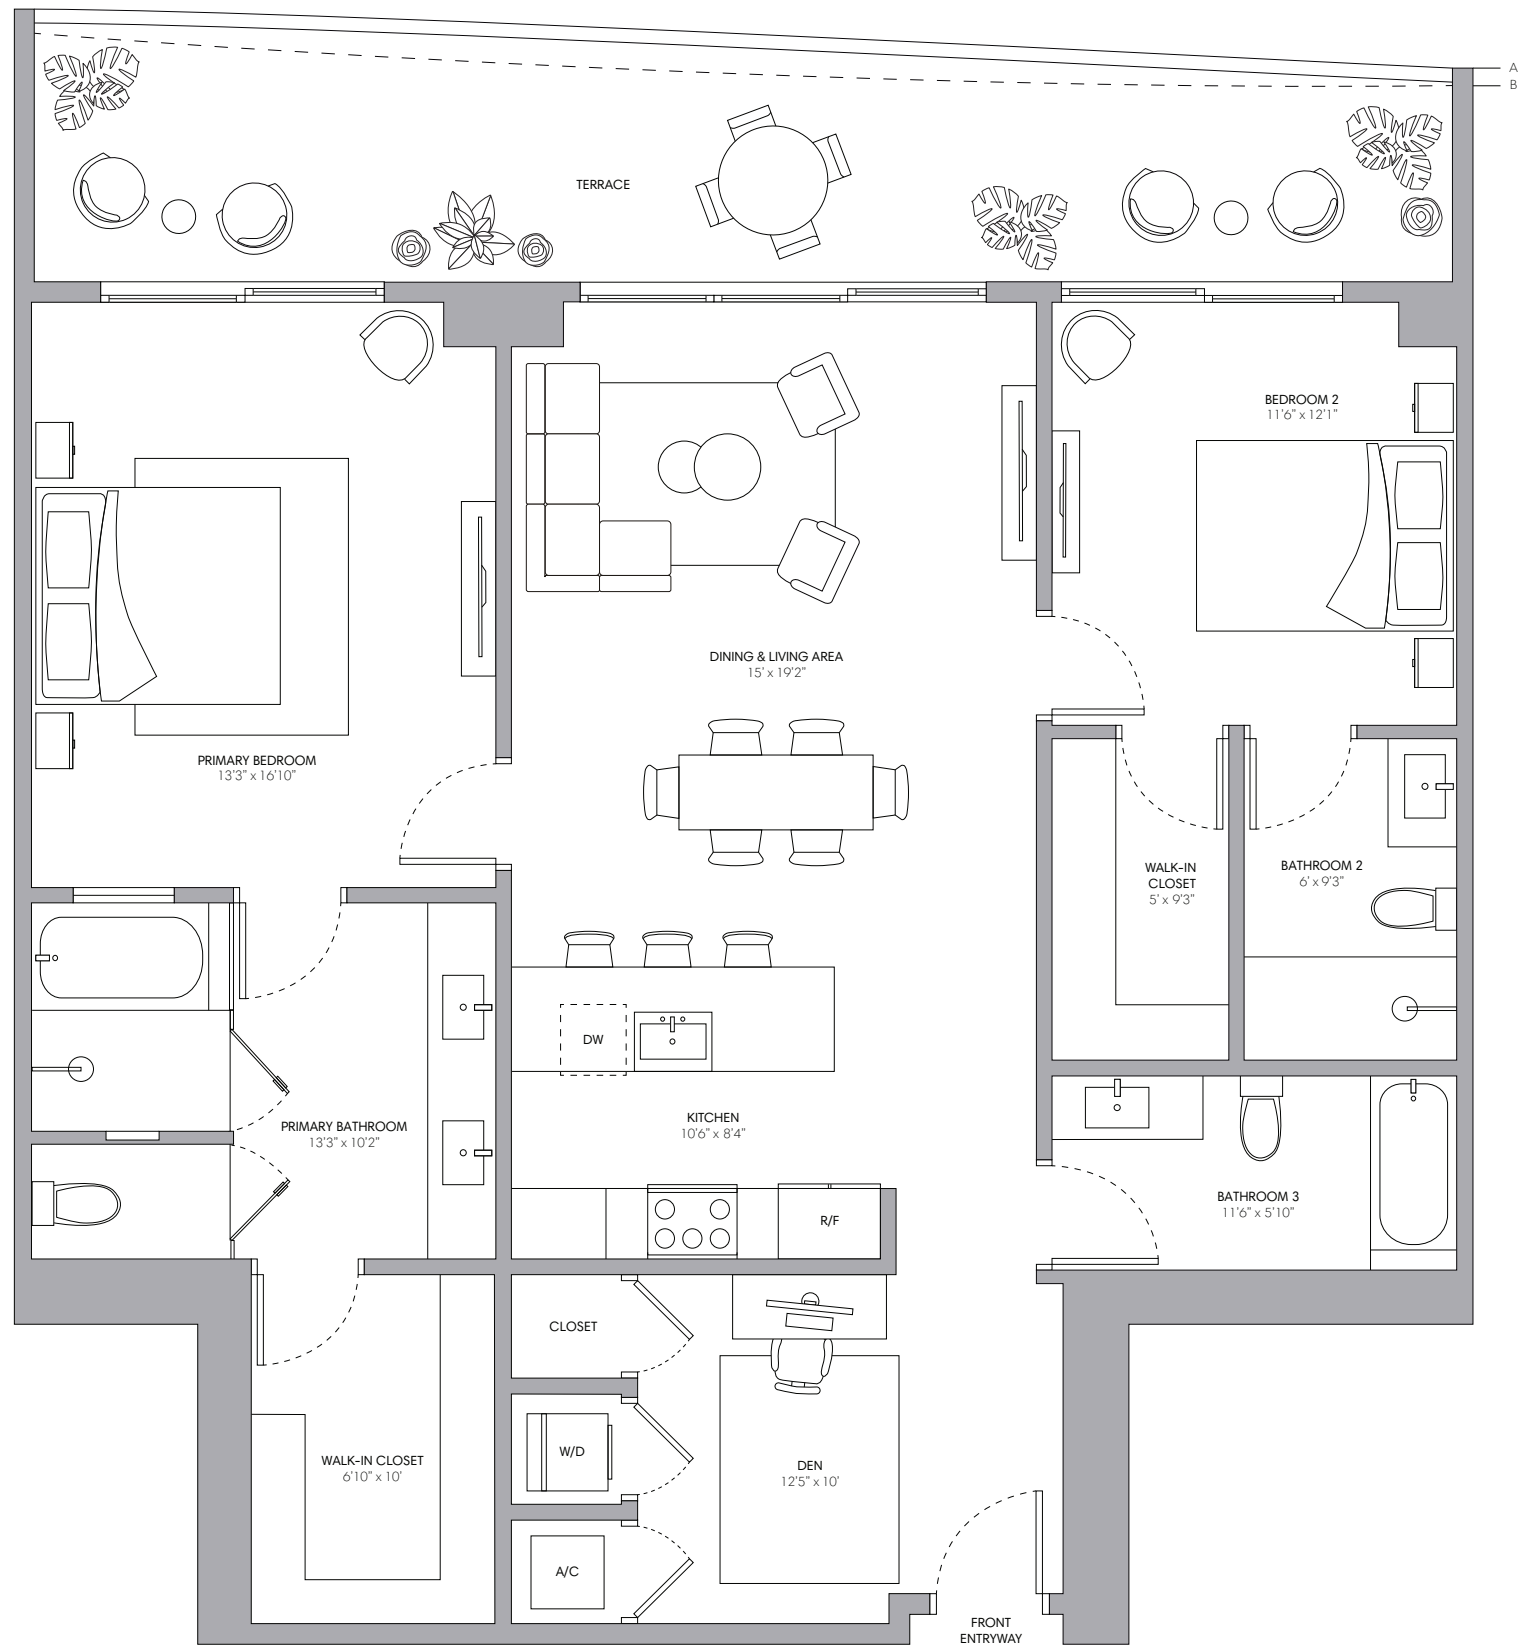 A
B
TERRACE
BEDROOM 2
11'6" x 12'1"
DINING & LIVING AREA
15' x 19'2"
PRIMARY BEDROOM
13'3" x 16'10"
WALK-IN
CLOSET
5' x 9'3"
BATHROOM 2
6' x 9'3"
DW
KITCHEN
10'6" x 8'4"
PRIMARY BATHROOM
13'3" x 10'2"
BATHROOM 3
11'6" x 5'10"
R/F
CLOSET
WALK-IN CLOSET
6'10" x 10'
W/D
DEN
12'5" x 10'
A/C
FRONT
ENTRYWAY